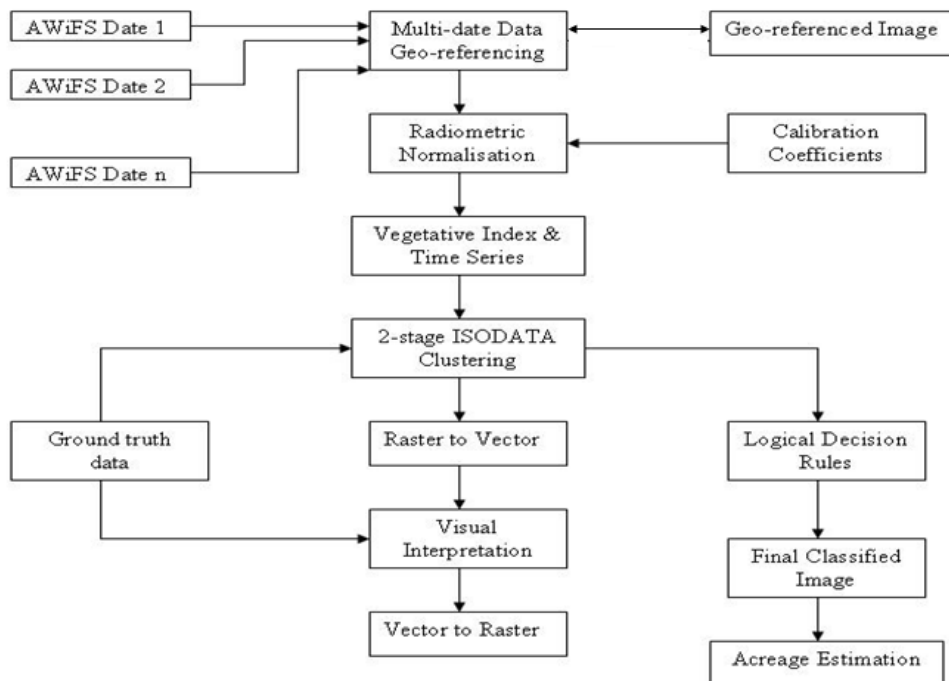 AWiFS Date 1
Multi-date Data
Geo-referencing
Geo-referenced Image
AWiFS Date 2
AWiFS Date n
Radiometric
Normalisation
Calibration
Coefficients
Vegetative Index &
Time Series
2-stage ISODATA
Clustering
Ground truth
data
Raster to Vector
Logical Decision
Rules
Visual
Interpretation
Final Classified
Image
Vector to Raster
Acreage Estimation